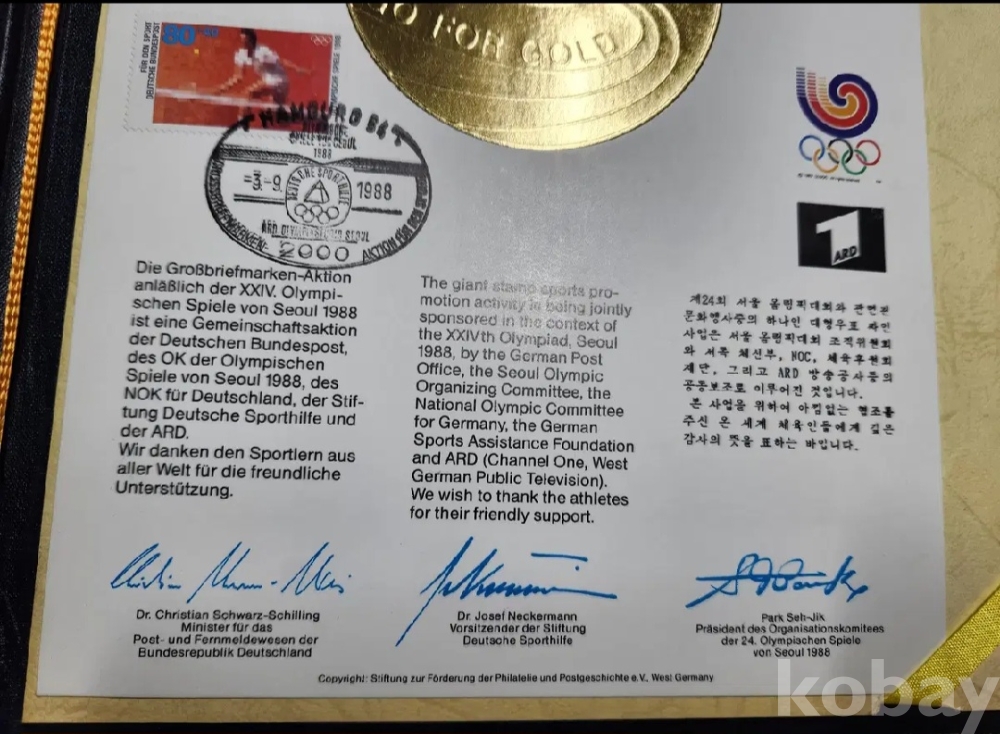 GO FOR GOLD
80
FÜR DEN SPORT
DEUTSCHE BUNDESPOST
HAMBURG
1988
1988
DEUTSCHE SPORTHILFE
2000
AKTION FÜR DEN
ARD
Die Großbriefmarken-Aktion
anläßlich der XXIV. Olympi-
schen Spiele von Seoul 1988
ist eine Gemeinschaftsaktion
der Deutschen Bundespost,
des OK der Olympischen
Spiele von Seoul 1988, des
NOK für Deutschland, der Stif-
tung Deutsche Sporthilfe und
der ARD.
Wir danken den Sportlern aus
aller Welt für die freundliche
Unterstützung.
The giant stamp sports pro-
motion activity is being jointly
sponsored in the context of
the XXIVth Olympiad, Seoul
1988, by the German Post
Office, the Seoul Olympic
Organizing Committee, the
National Olympic Committee
for Germany, the German
Sports Assistance Foundation
and ARD (Channel One, West
German Public Television).
We wish to thank the athletes
for their friendly support.
제24회 서울 올림픽대회와 관련된
문화행사중의 하나인 대형우표 파인
사업은 서울 올림픽대회 조직위원회
와 서독 체신부, NOC, 체육후원회
재단, 그리고 ARD 방송공사등의
공동보조로 이루어진 것입니다.
본 사업을 위하여 아낌없는 협조를
주신 온 세계 체육인들에게 깊은
감사의 뜻을 표하는 바입니다.
Dr. Christian Schwarz-Schilling
Minister für das
Post- und Fernmeldewesen der
Bundesrepublik Deutschland
Dr. Josef Neckermann
Vorsitzender der Stiftung
Deutsche Sporthilfe
Park Seh-Jik
Präsident des Organisationskomitees
der 24. Olympischen Spiele
von Seoul 1988
Copyright: Stiftung zur Förderung der Philatelie und Postgeschichte e.V., West Germany
kobay